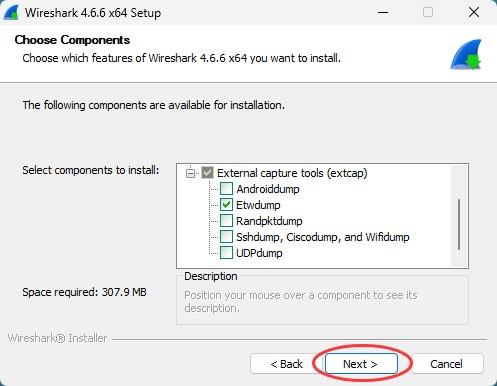 Wireshark 4.6.6 x64 Setup
Choose Components
Choose which features of Wireshark 4.6.6 x64 you want to install.
The following components are available for installation.
Select components to install:
External capture tools (extcap)
Androiddump
Etwdump
Randpktdump
Sshdump, Ciscodump, and Wifidump
UDPdump
Space required: 307.9 MB
Description
Position your mouse over a component to see its
description.
Wireshark® Installer
< Back
Next >
Cancel